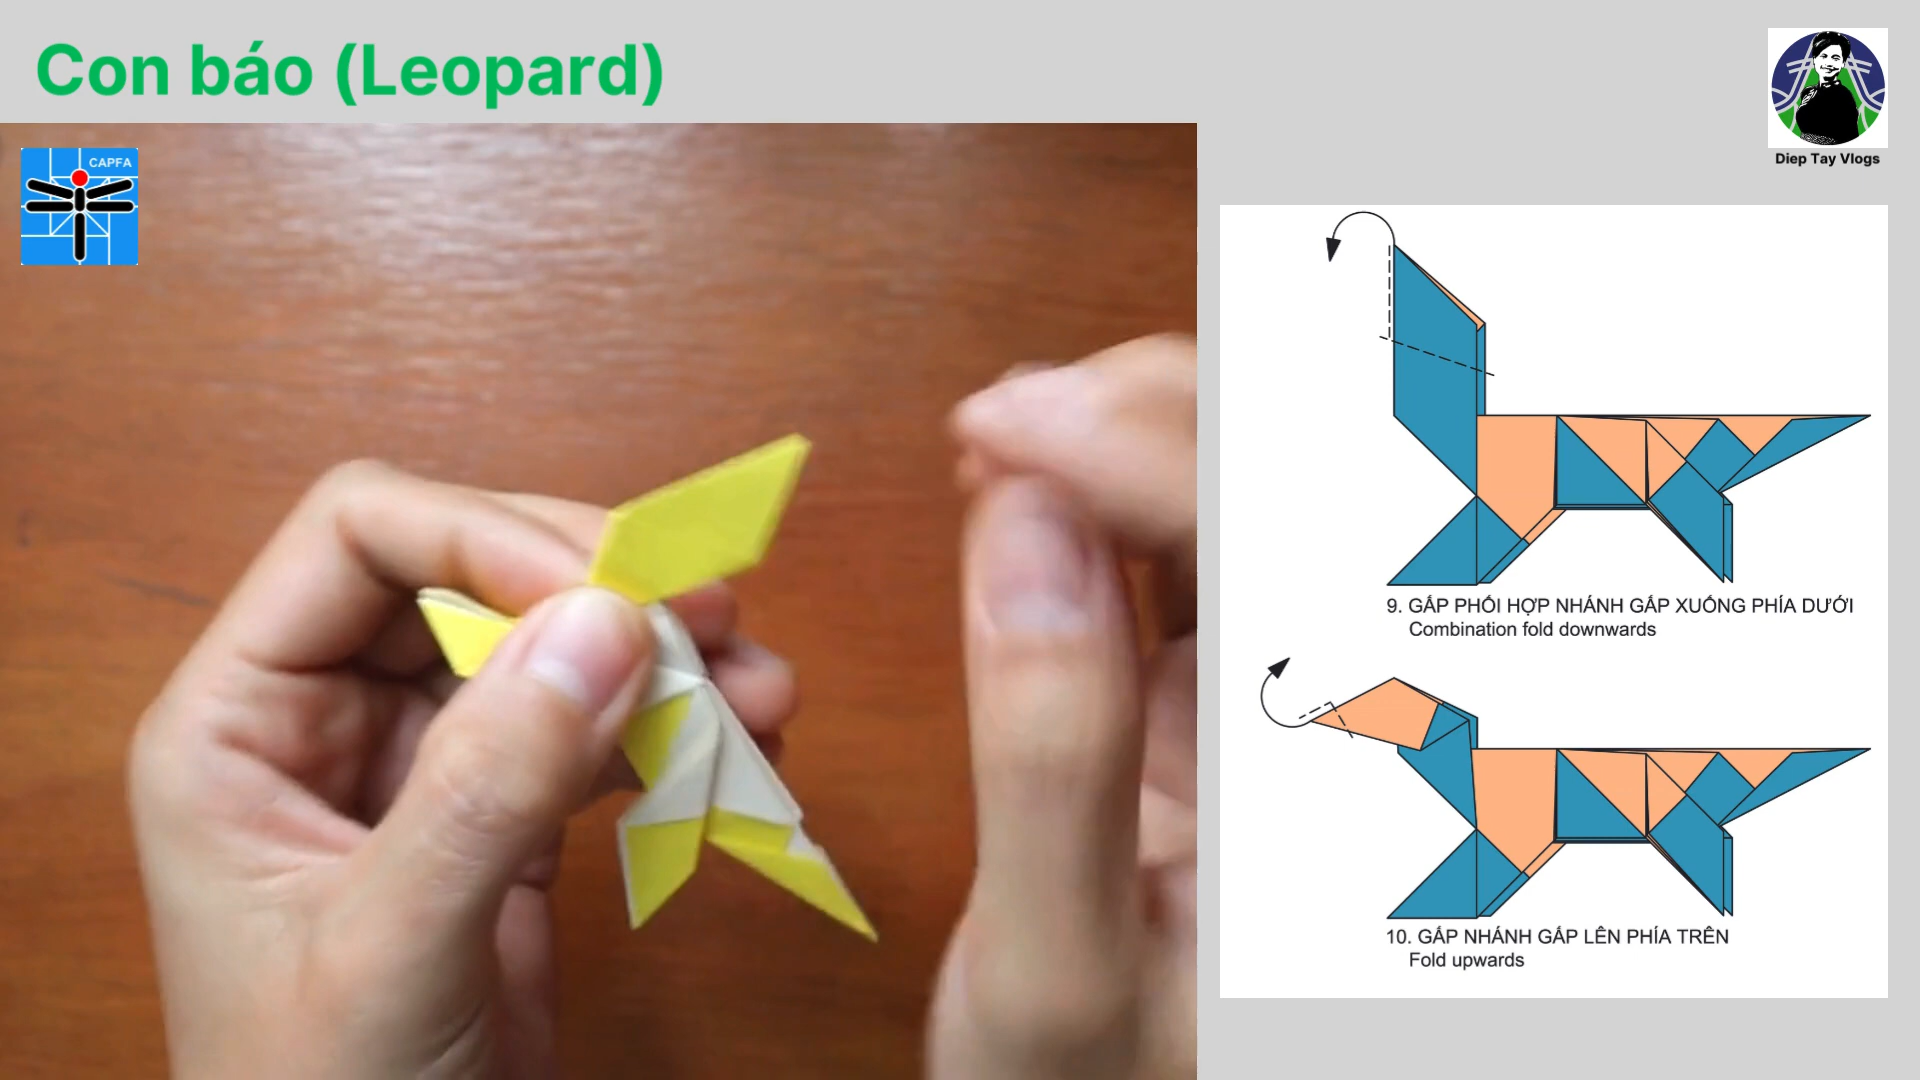 Con báo (Leopard)
CAPFA
Diep Tay Vlogs
9. GẤP PHỐI HỢP NHÁNH GẤP XUỐNG PHÍA DƯỚI
Combination fold downwards
10. GẤP NHÁNH GẤP LÊN PHÍA TRÊN
Fold upwards